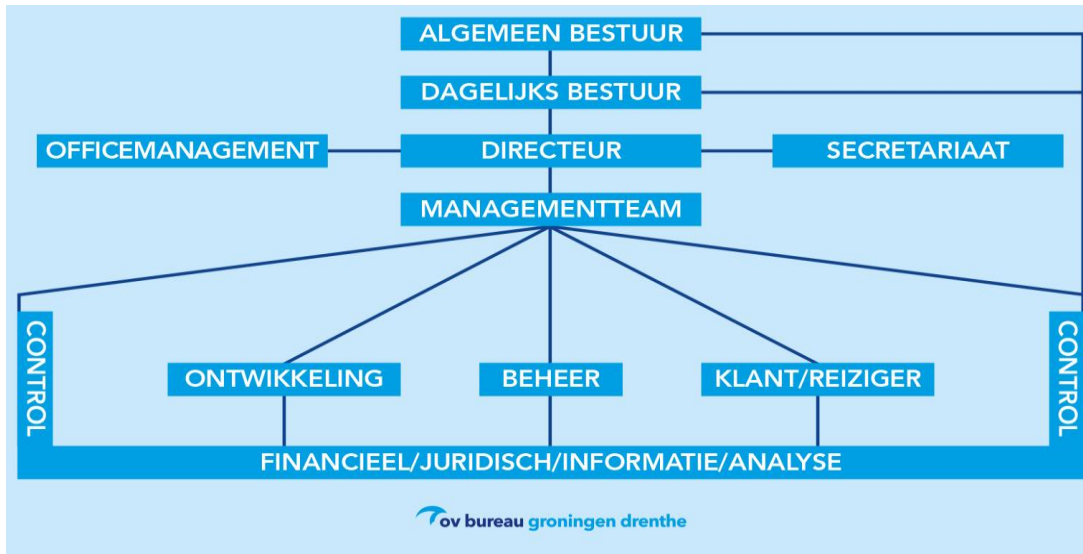 ALGEMEEN BESTUUR
DAGELIJKS BESTUUR
OFFICEMANAGEMENT
DIRECTEUR
SECRETARIAAT
MANAGEMENTTEAM
CONTROL
CONTROL
ONTWIKKELING
BEHEER
KLANT/REIZIGER
FINANCIEEL/JURIDISCH/INFORMATIE/ANALYSE
ov bureau groningen drenthe